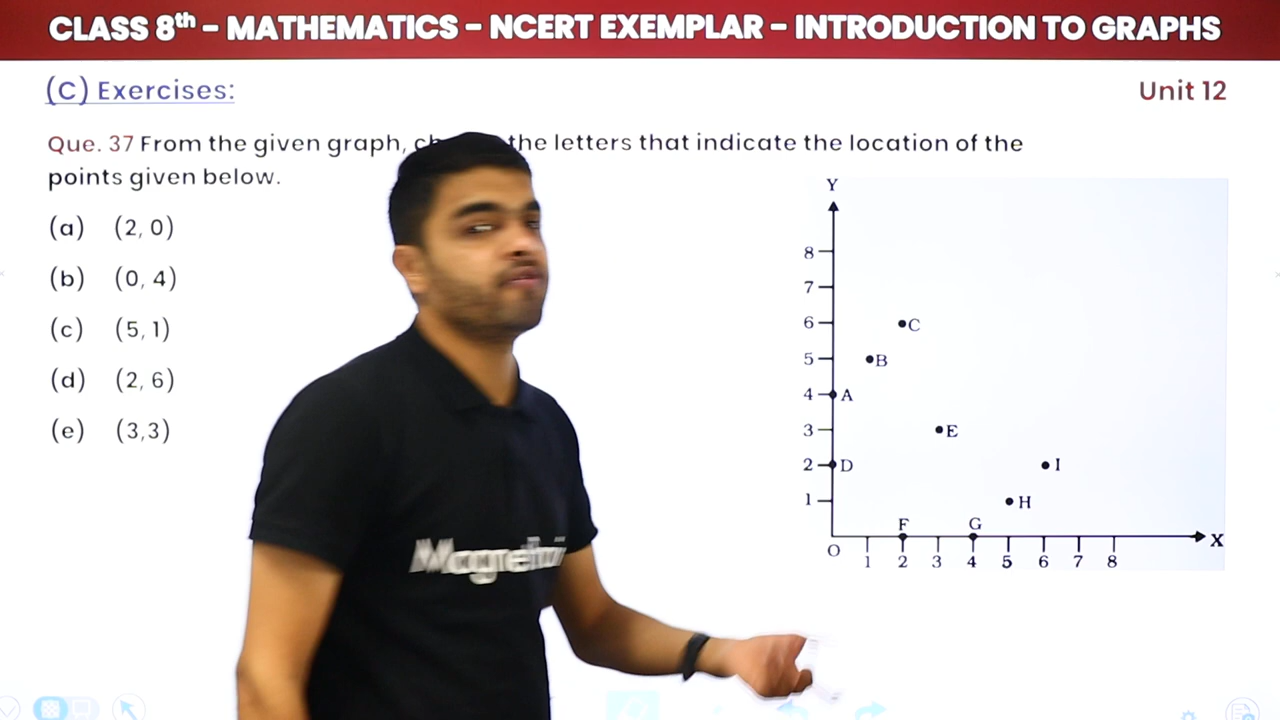 CLASS 8th - MATHEMATICS - NCERT EXEMPLAR - INTRODUCTION TO GRAPHS
(C) Exercises:
Unit 12
Que. 37 From the given graph, the letters that indicate the location of the
points given below.
(a) (2, 0)
(b) (0, 4)
(c) (5, 1)
(d) (2, 6)
(e) (3,3)
Y
8
7
6 C
5 B
4 A
3 E
2 D I
1 H
F G
O 1 2 3 4 5 6 7 8 X